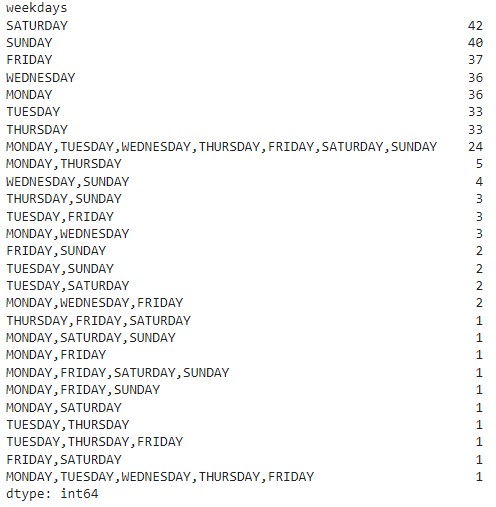 weekdays
SATURDAY 42
SUNDAY 40
FRIDAY 37
WEDNESDAY 36
MONDAY 36
TUESDAY 33
THURSDAY 33
MONDAY,TUESDAY,WEDNESDAY,THURSDAY,FRIDAY,SATURDAY,SUNDAY 24
MONDAY,THURSDAY 5
WEDNESDAY,SUNDAY 4
THURSDAY,SUNDAY 3
TUESDAY,FRIDAY 3
MONDAY,WEDNESDAY 3
FRIDAY,SUNDAY 2
TUESDAY,SUNDAY 2
TUESDAY,SATURDAY 2
MONDAY,WEDNESDAY,FRIDAY 2
THURSDAY,FRIDAY,SATURDAY 1
MONDAY,SATURDAY,SUNDAY 1
MONDAY,FRIDAY 1
MONDAY,FRIDAY,SATURDAY,SUNDAY 1
MONDAY,FRIDAY,SUNDAY 1
MONDAY,SATURDAY 1
TUESDAY,THURSDAY 1
TUESDAY,THURSDAY,FRIDAY 1
FRIDAY,SATURDAY 1
MONDAY,TUESDAY,WEDNESDAY,THURSDAY,FRIDAY 1
dtype: int64